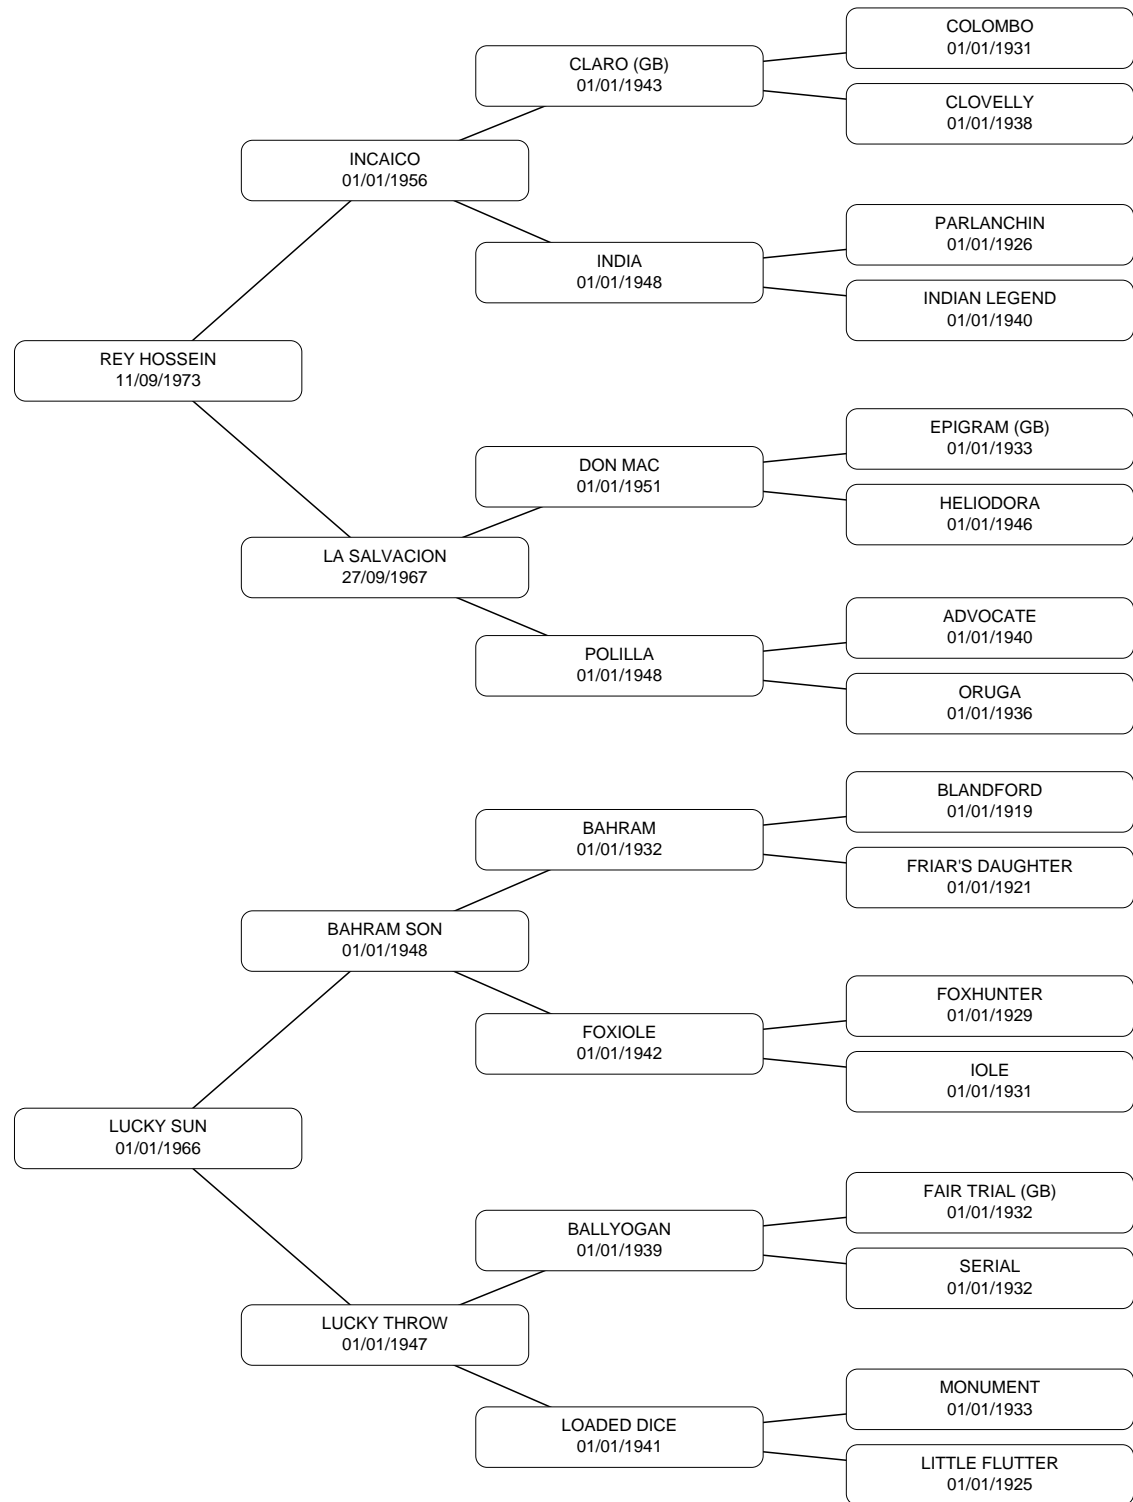 COLOMBO
01/01/1931
CLARO (GB)
01/01/1943
CLOVELLY
01/01/1938
INCAICO
01/01/1956
PARLANCHIN
01/01/1926
INDIA
01/01/1948
INDIAN LEGEND
01/01/1940
REY HOSSEIN
11/09/1973
EPIGRAM (GB)
01/01/1933
DON MAC
01/01/1951
HELIODORA
01/01/1946
LA SALVACION
27/09/1967
ADVOCATE
01/01/1940
POLILLA
01/01/1948
ORUGA
01/01/1936
BLANDFORD
01/01/1919
BAHRAM
01/01/1932
FRIAR'S DAUGHTER
01/01/1921
BAHRAM SON
01/01/1948
FOXHUNTER
01/01/1929
FOXIOLE
01/01/1942
IOLE
01/01/1931
LUCKY SUN
01/01/1966
FAIR TRIAL (GB)
01/01/1932
BALLYOGAN
01/01/1939
SERIAL
01/01/1932
LUCKY THROW
01/01/1947
MONUMENT
01/01/1933
LOADED DICE
01/01/1941
LITTLE FLUTTER
01/01/1925